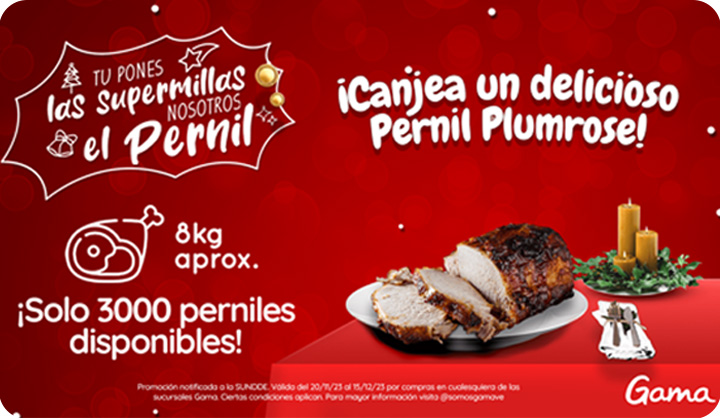 TU PONES
las supermillas
NOSOTROS
el Pernil
¡Canjea un delicioso
Pernil Plumrose!
8kg
aprox.
¡Solo 3000 perniles
disponibles!
Promoción notificada a la SUNDDE. Válida del 20/11/23 al 15/12/23 por compras en cualesquiera de las
sucursales Gama. Ciertas condiciones aplican. Para mayor información visita @somosgamave
Gama